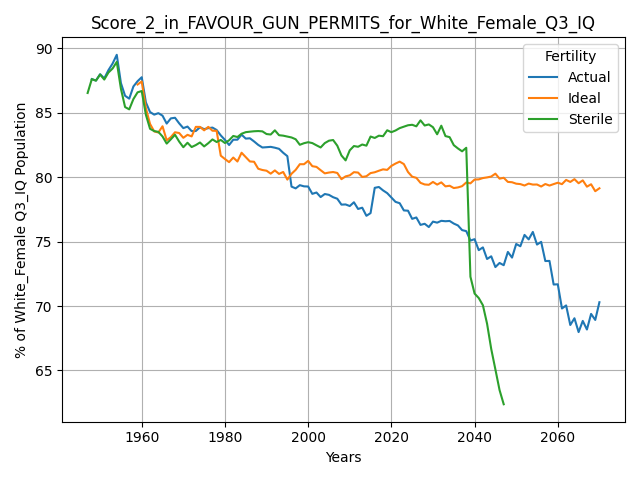 Score_2_in_FAVOUR_GUN_PERMITS_for_White_Female_Q3_IQ
% of White_Female Q3_IQ Population
90
85
80
75
70
65
Fertility
Actual
Ideal
Sterile
1960
1980
2000
2020
2040
2060
Years